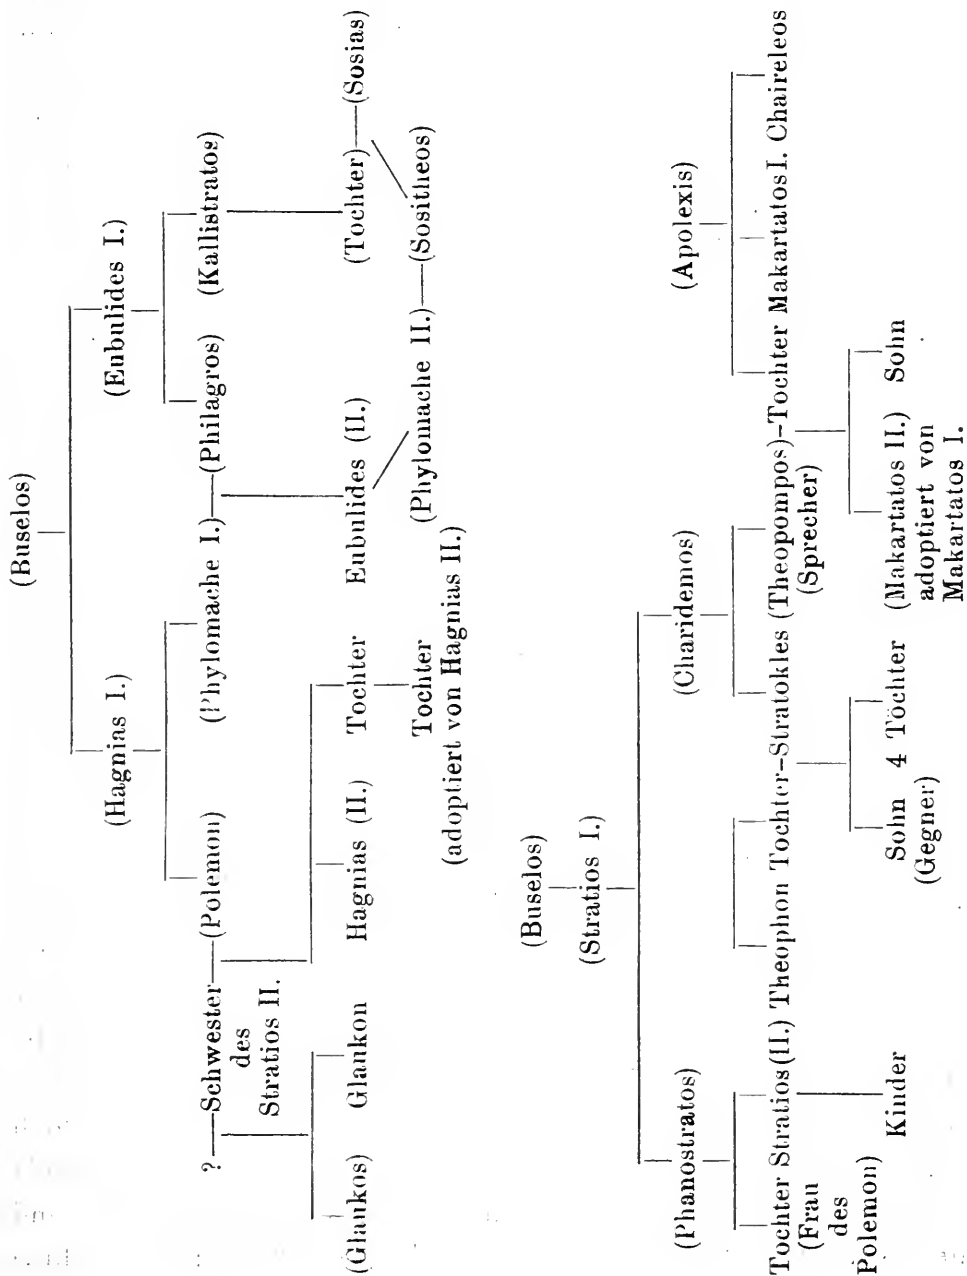 (Buselos)
(Hagnias I.) (Eubulides I.)
(Polemon) (Phylomache I.)—(Philagros) (Kallistratos)
?—Schwester—(Polemon)
des
Stratios II.
(Glaukos) Glaukon Hagnias (II.) Tochter Eubulides (II.) (Tochter)—(Sosias)
Tochter (Phylomache II.)—(Sositheos)
(adoptiert von Hagnias II.)
(Buselos)
(Stratios I.)
(Phanostratos) (Charidemos) (Apolexis)
Tochter Stratios (II.) Theophon Tochter–Stratokles (Theopompos)–Tochter Makartatos I. Chaireleos
(Frau (Sprecher)
des
Polemon)
Kinder Sohn 4 Töchter (Makartatos II.) Sohn
(Gegner) adoptiert von
Makartatos I.